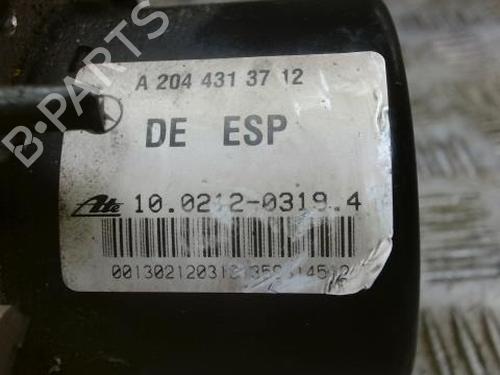 A 204 431 37 12
DE ESP
Ate 10.0212-0319.4
B-PARTS